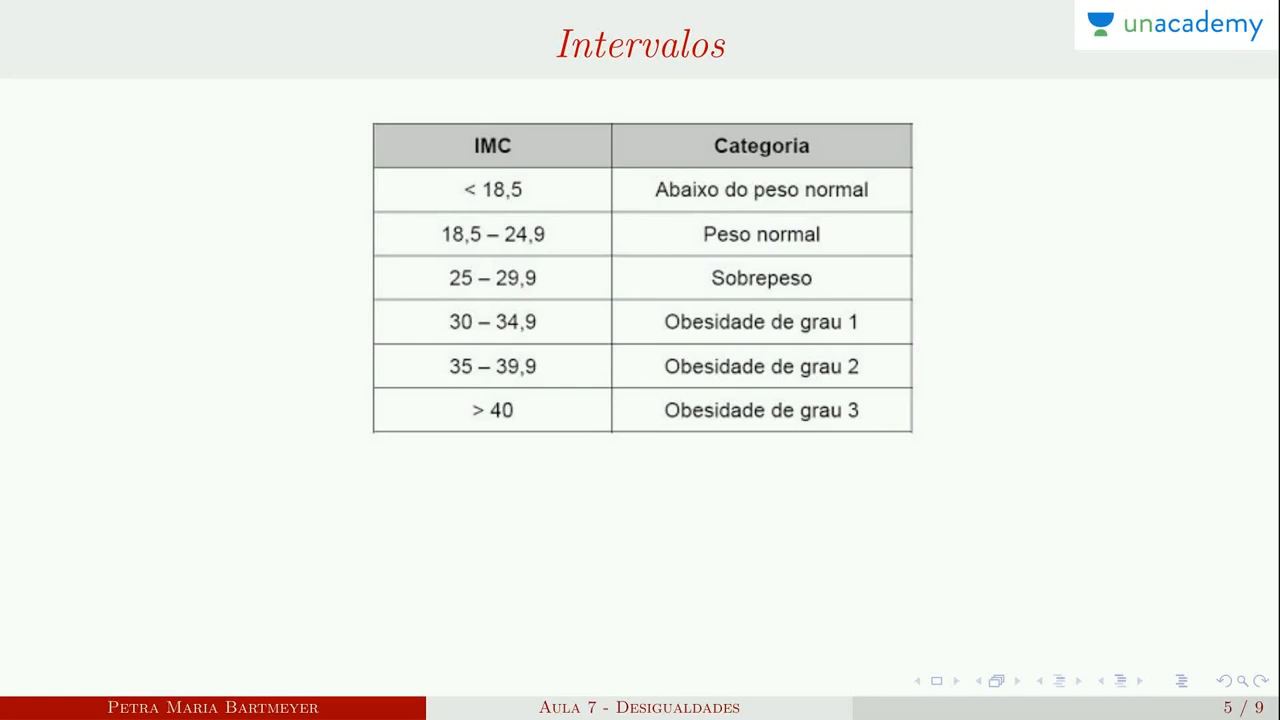 Intervalos
unacademy
IMC Categoria
< 18,5 Abaixo do peso normal
18,5 – 24,9 Peso normal
25 – 29,9 Sobrepeso
30 – 34,9 Obesidade de grau 1
35 – 39,9 Obesidade de grau 2
> 40 Obesidade de grau 3
Petra Maria Bartmeyer Aula 7 - Desigualdades 5 / 9